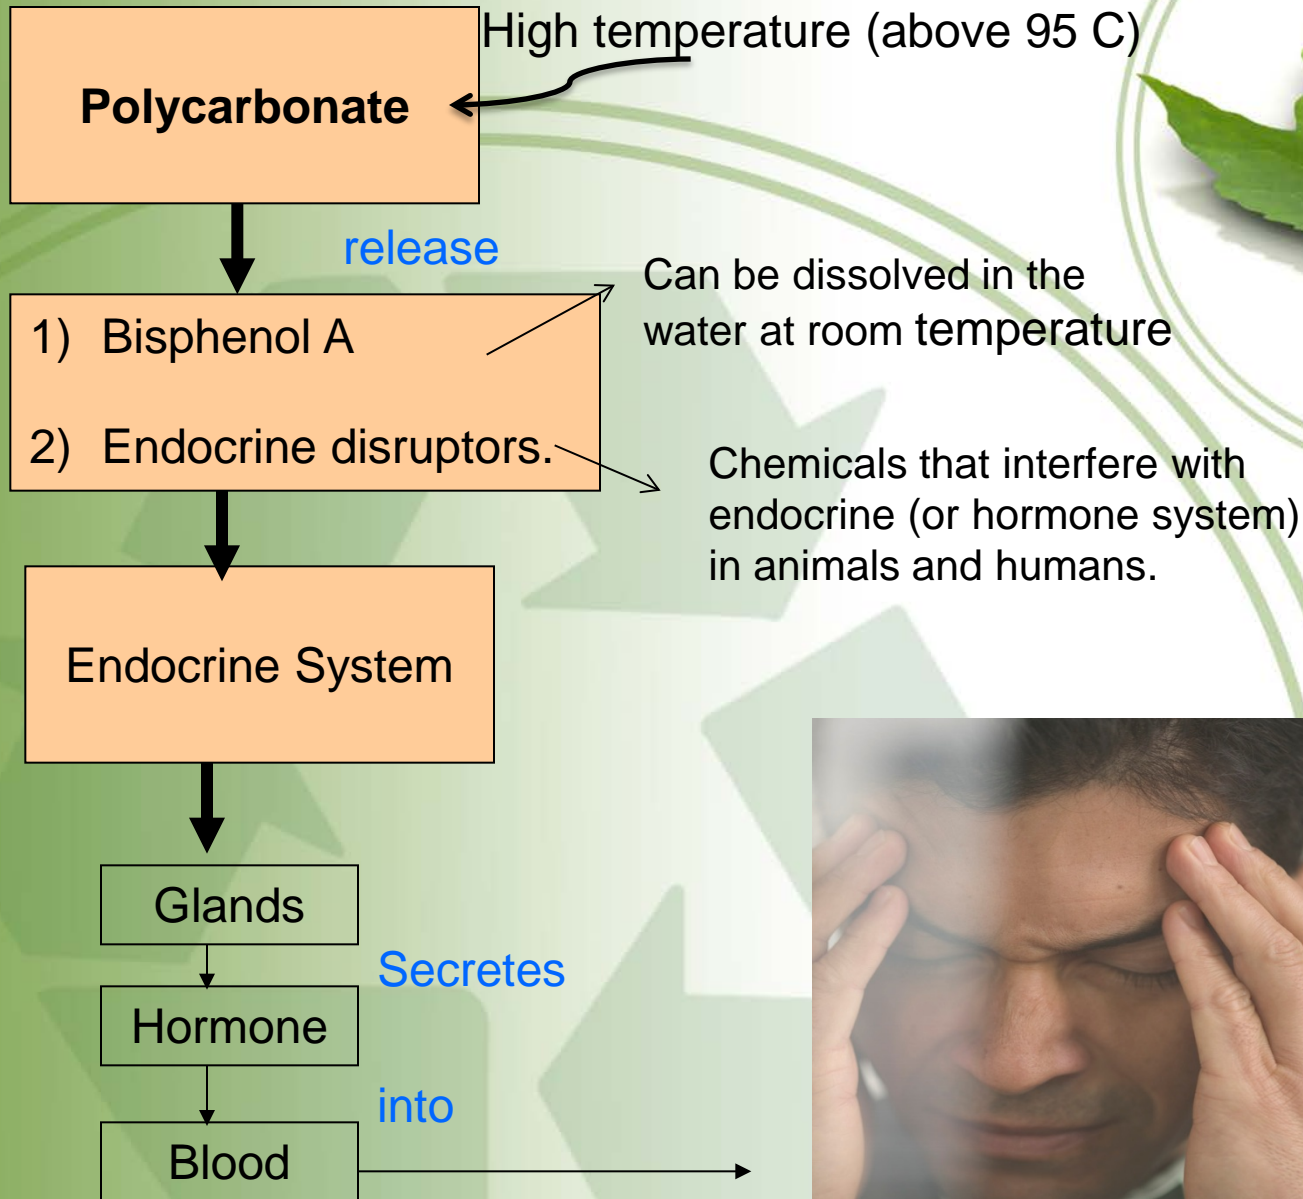 High temperature (above 95 C)
Polycarbonate
release
1) Bisphenol A
Can be dissolved in the
water at room temperature
2) Endocrine disruptors.
Chemicals that interfere with
endocrine (or hormone system)
in animals and humans.
Endocrine System
Glands
Secretes
Hormone
into
Blood